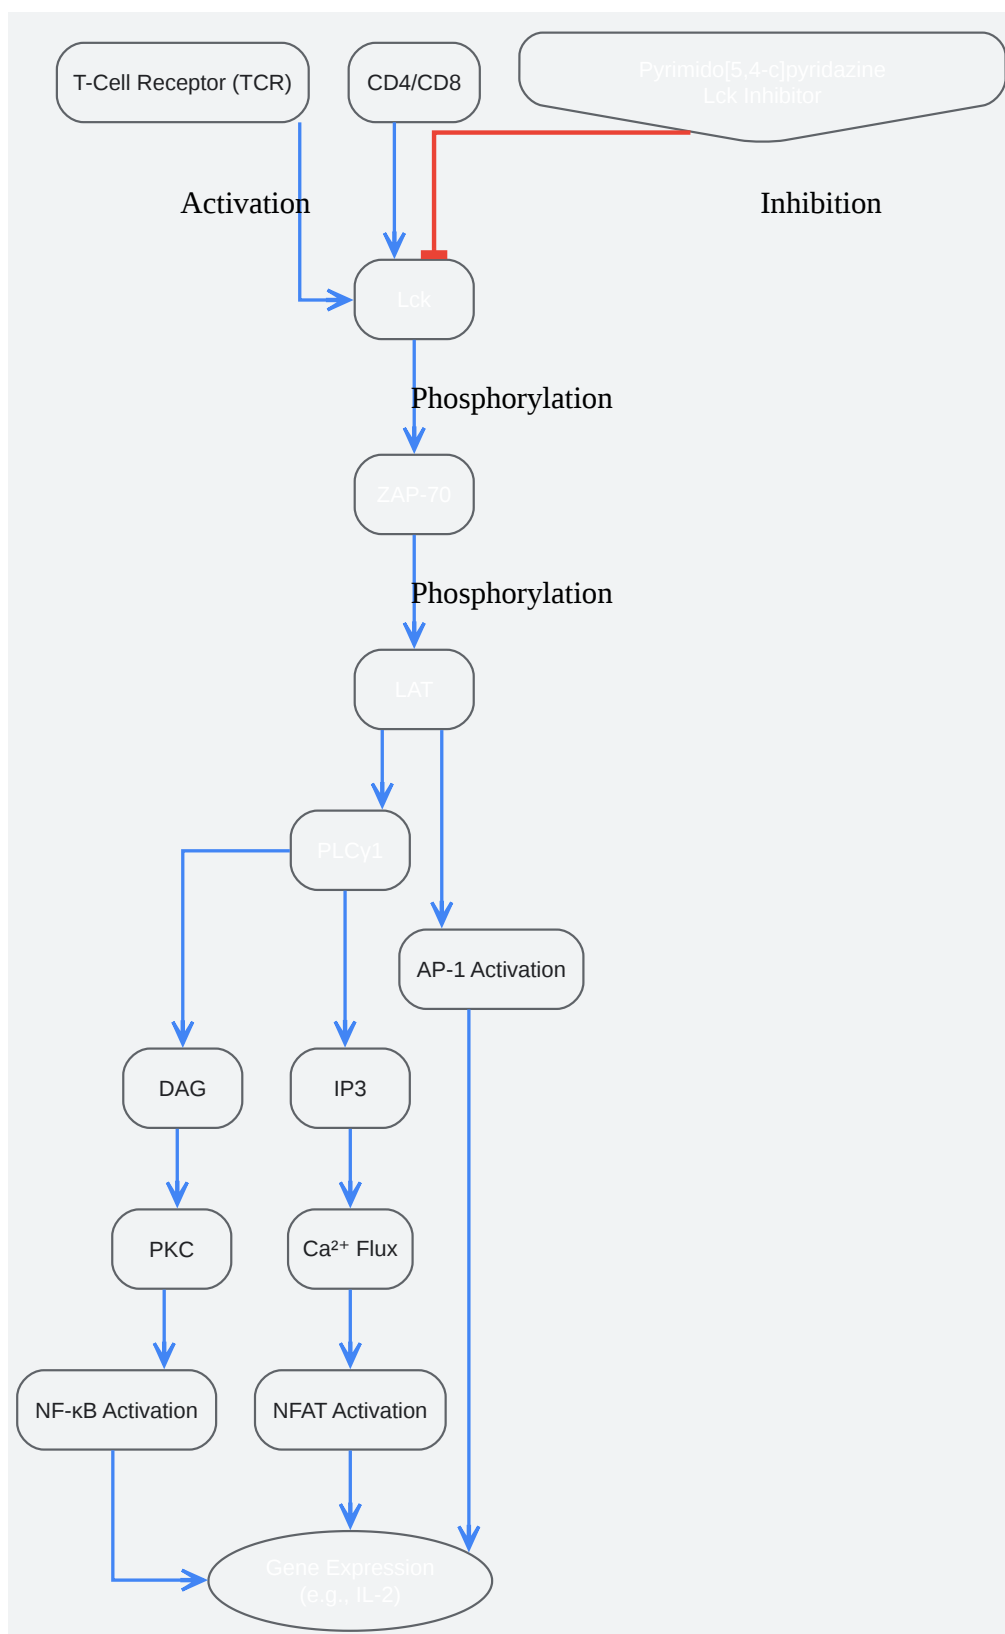 T-Cell Receptor (TCR)
CD4/CD8
Pyrimido[5,4-c]pyridazine
Lck Inhibitor
Activation
Inhibition
Lck
Phosphorylation
ZAP-70
Phosphorylation
LAT
PLCγ1
AP-1 Activation
DAG
IP3
PKC
Ca²⁺ Flux
NF-κB Activation
NFAT Activation
Gene Expression
(e.g., IL-2)